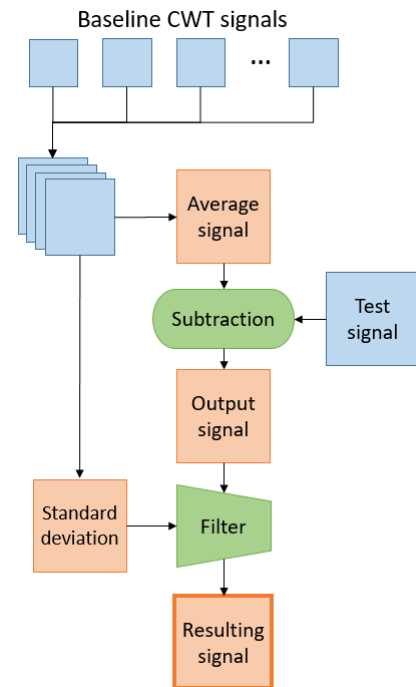 Baseline CWT signals
...
Average
signal
Subtraction
Test
signal
Output
signal
Standard
deviation
Filter
Resulting
signal